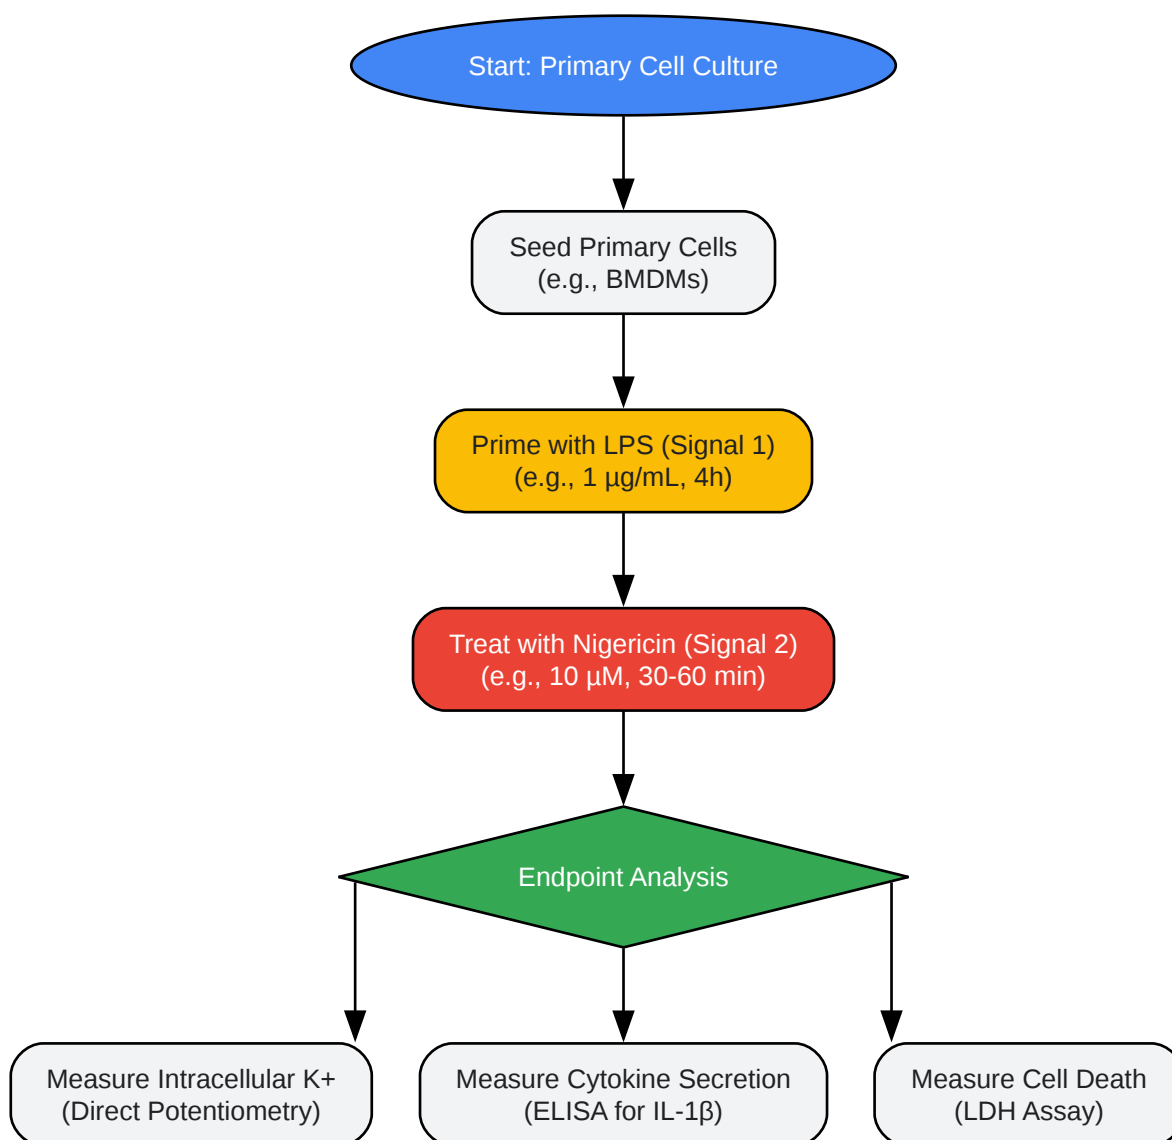 Start: Primary Cell Culture
Seed Primary Cells
(e.g., BMDMs)
Prime with LPS (Signal 1)
(e.g., 1 µg/mL, 4h)
Treat with Nigericin (Signal 2)
(e.g., 10 µM, 30-60 min)
Endpoint Analysis
Measure Intracellular K+
(Direct Potentiometry)
Measure Cytokine Secretion
(ELISA for IL-1β)
Measure Cell Death
(LDH Assay)